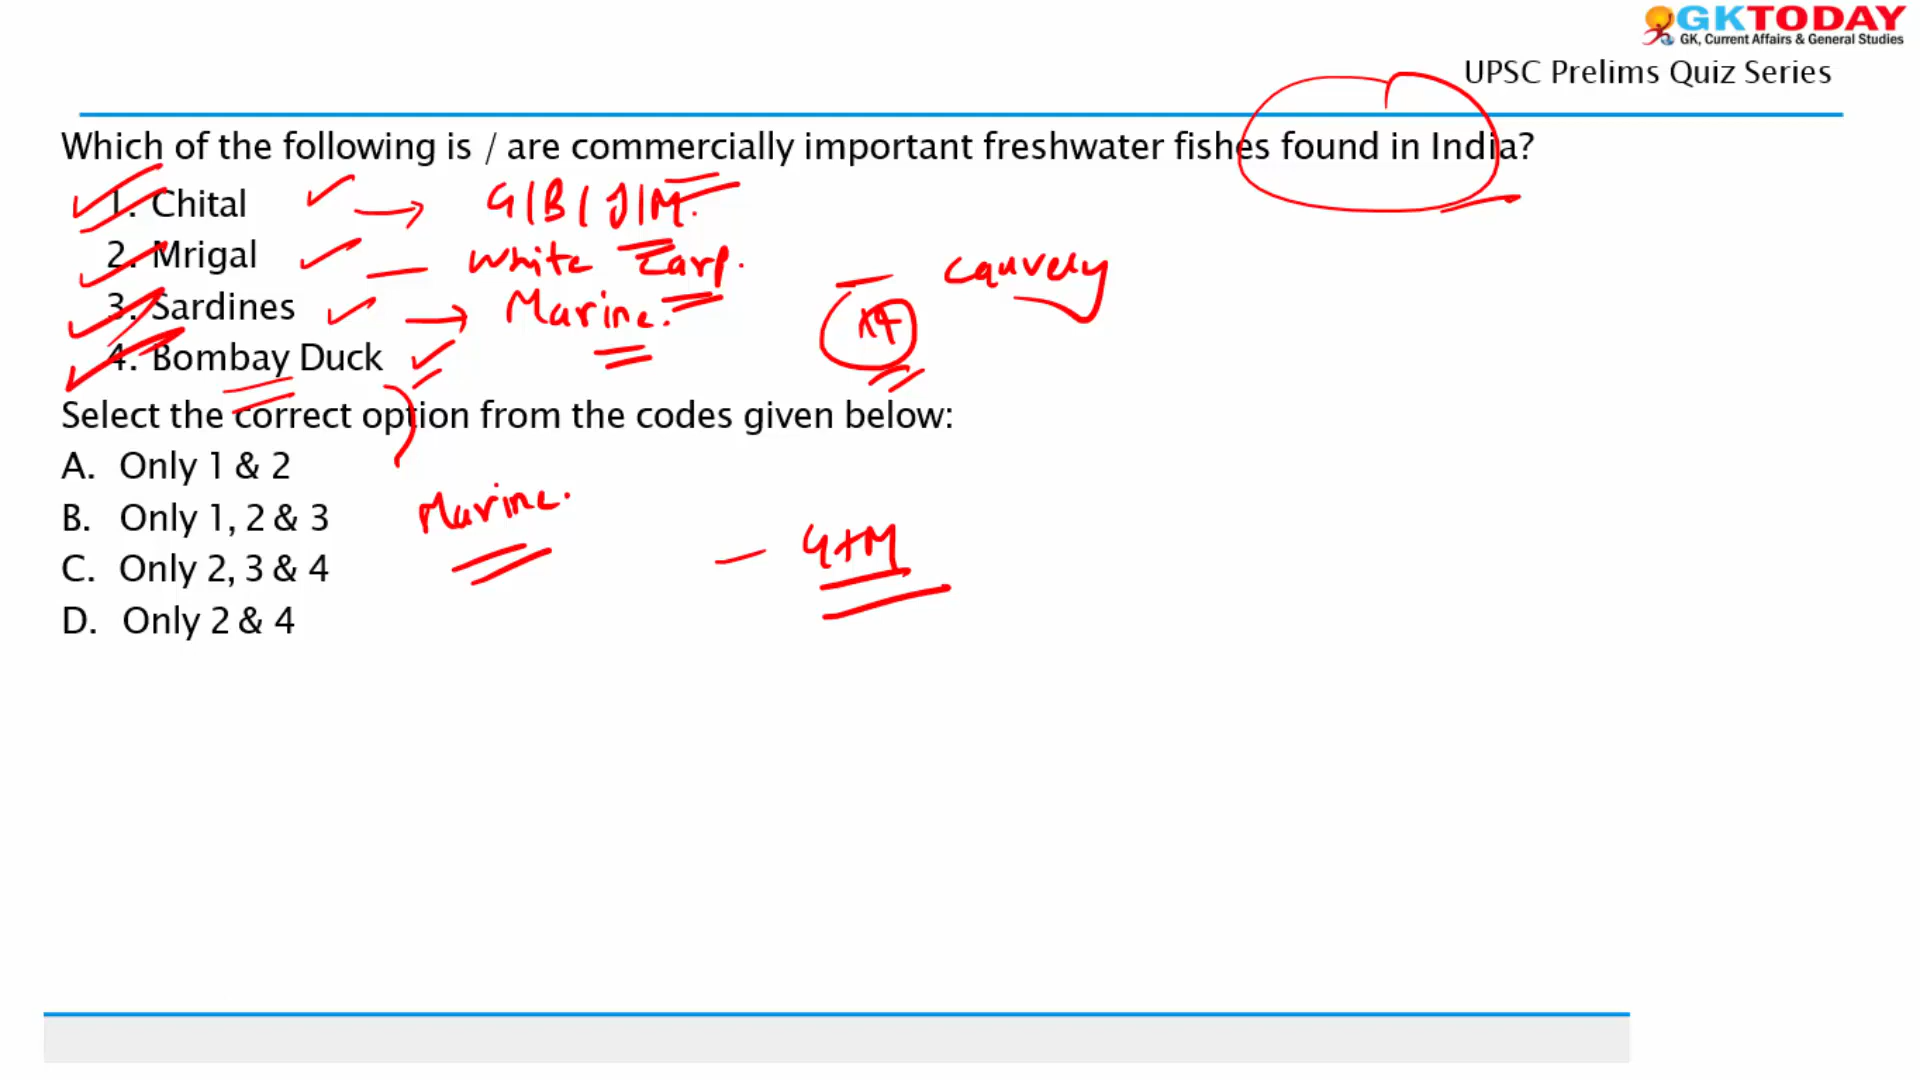 GKTODAY
GK, Current Affairs & General Studies
UPSC Prelims Quiz Series
Which of the following is / are commercially important freshwater fishes found in India?
1. Chital → G/B/J/M.
2. Mrigal — White Carp.
3. Sardines → Marine.
Cauvery
4. Bombay Duck
Select the correct option from the codes given below:
A. Only 1 & 2
B. Only 1, 2 & 3
Marine.
C. Only 2, 3 & 4
— G+M
D. Only 2 & 4